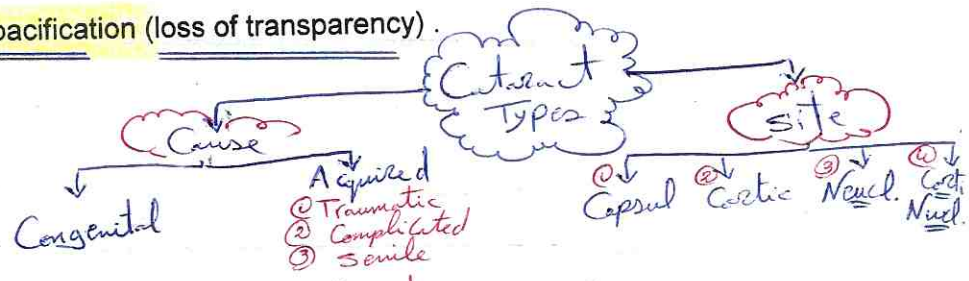 pacification (loss of transparency).
Cataract
Types
Cause
Site
Congenital
Acquired
① Traumatic
② Complicated
③ Senile
① Capsul
② Cortic
③ Neucl.
④ Corti
Nucl.